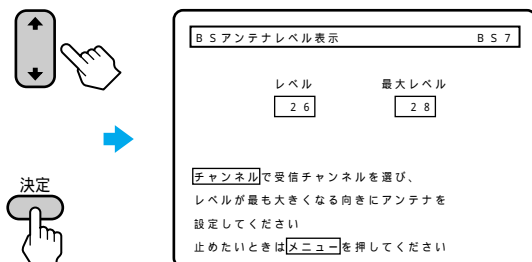 BSアンテナレベル表示 BS7
レベル 最大レベル
26 28
チャンネルで受信チャンネルを選び、
レベルが最も大きくなる向きにアンテナを
設定してください
止めたいときはメニューを押してください
決定